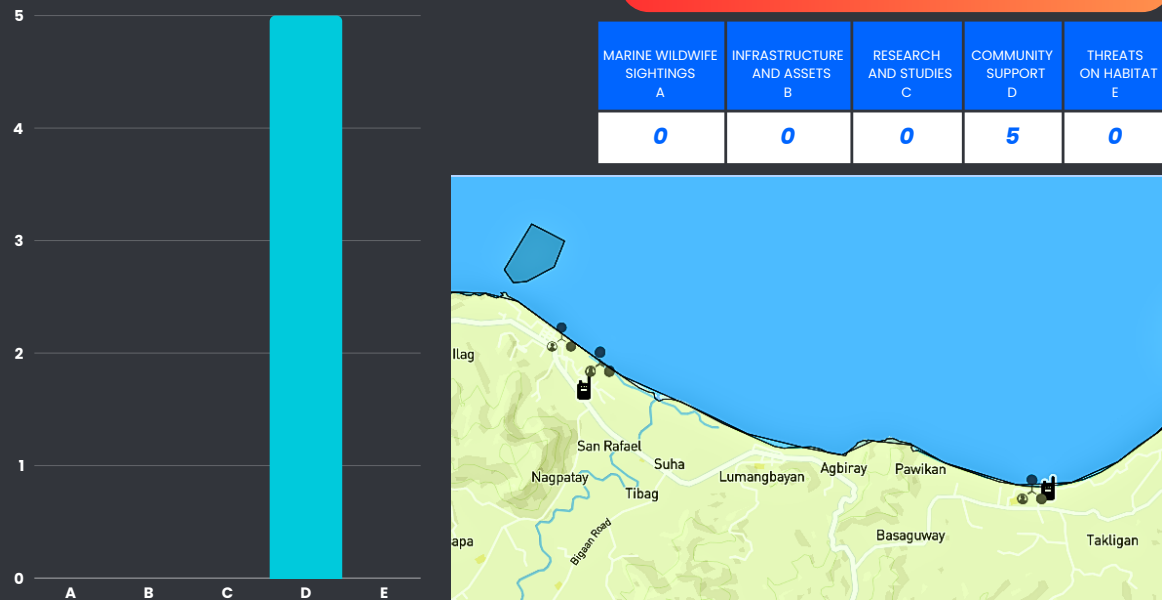 5
4
3
2
1
0
A B C D E
MARINE WILDWIFE
SIGHTINGS
A
INFRASTRUCTURE
AND ASSETS
B
RESEARCH
AND STUDIES
C
COMMUNITY
SUPPORT
D
THREATS
ON HABITAT
E
0 0 0 5 0
Ilag
San Rafael
Suha
Nagpatay
Tibag
Lumangbayan
Agbiray
Pawikan
Bigaan Road
Basaguway
Takligan
apa